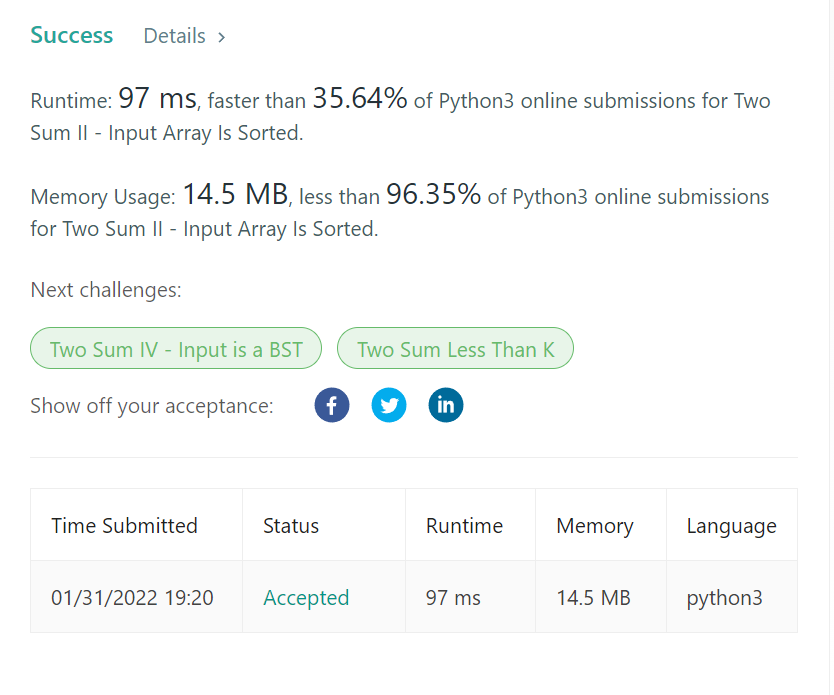 Success Details >
Runtime: 97 ms, faster than 35.64% of Python3 online submissions for Two
Sum II - Input Array Is Sorted.
Memory Usage: 14.5 MB, less than 96.35% of Python3 online submissions
for Two Sum II - Input Array Is Sorted.
Next challenges:
Two Sum IV - Input is a BST Two Sum Less Than K
Show off your acceptance: f in
Time Submitted Status Runtime Memory Language
01/31/2022 19:20 Accepted 97 ms 14.5 MB python3